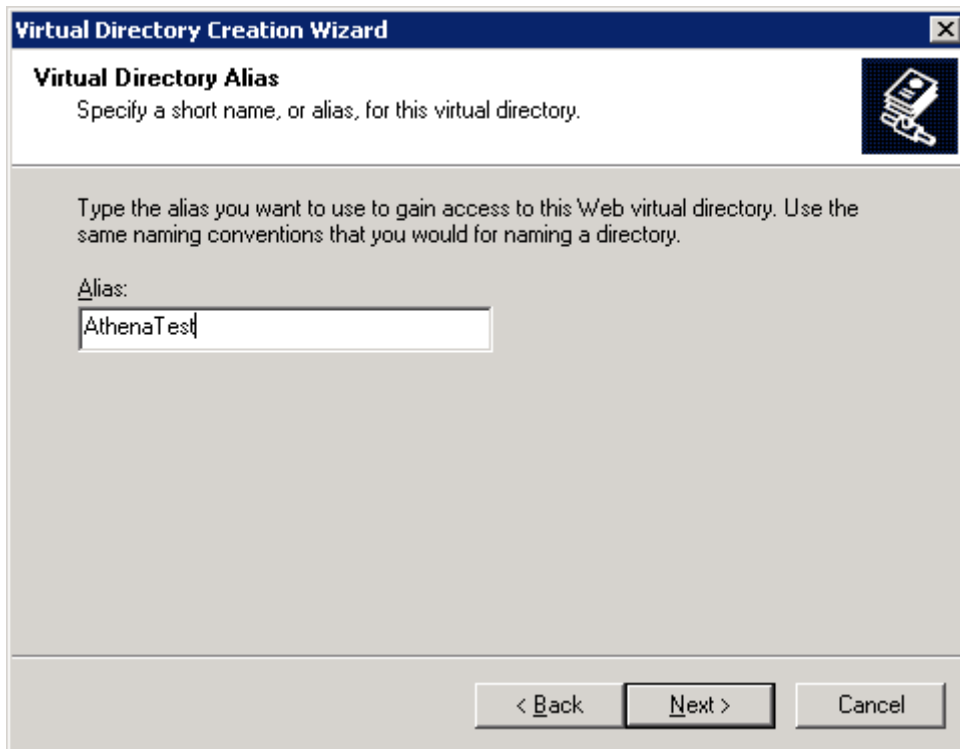 Virtual Directory Creation Wizard
Virtual Directory Alias
Specify a short name, or alias, for this virtual directory.
Type the alias you want to use to gain access to this Web virtual directory. Use the
same naming conventions that you would for naming a directory.
Alias:
AthenaTest
< Back Next > Cancel